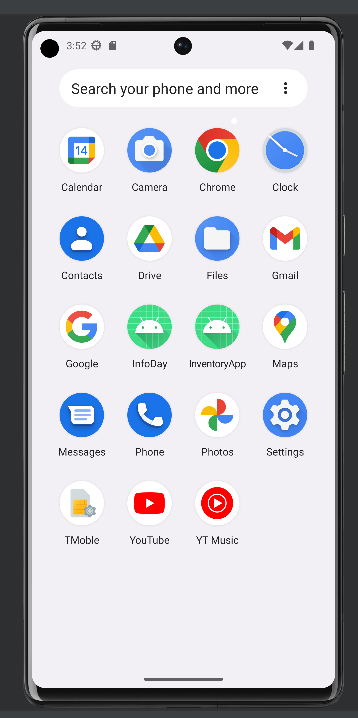 3:52
Search your phone and more
14
Calendar Camera Chrome Clock
Contacts Drive Files Gmail
Google InfoDay InventoryApp Maps
Messages Phone Photos Settings
TMoble YouTube YT Music